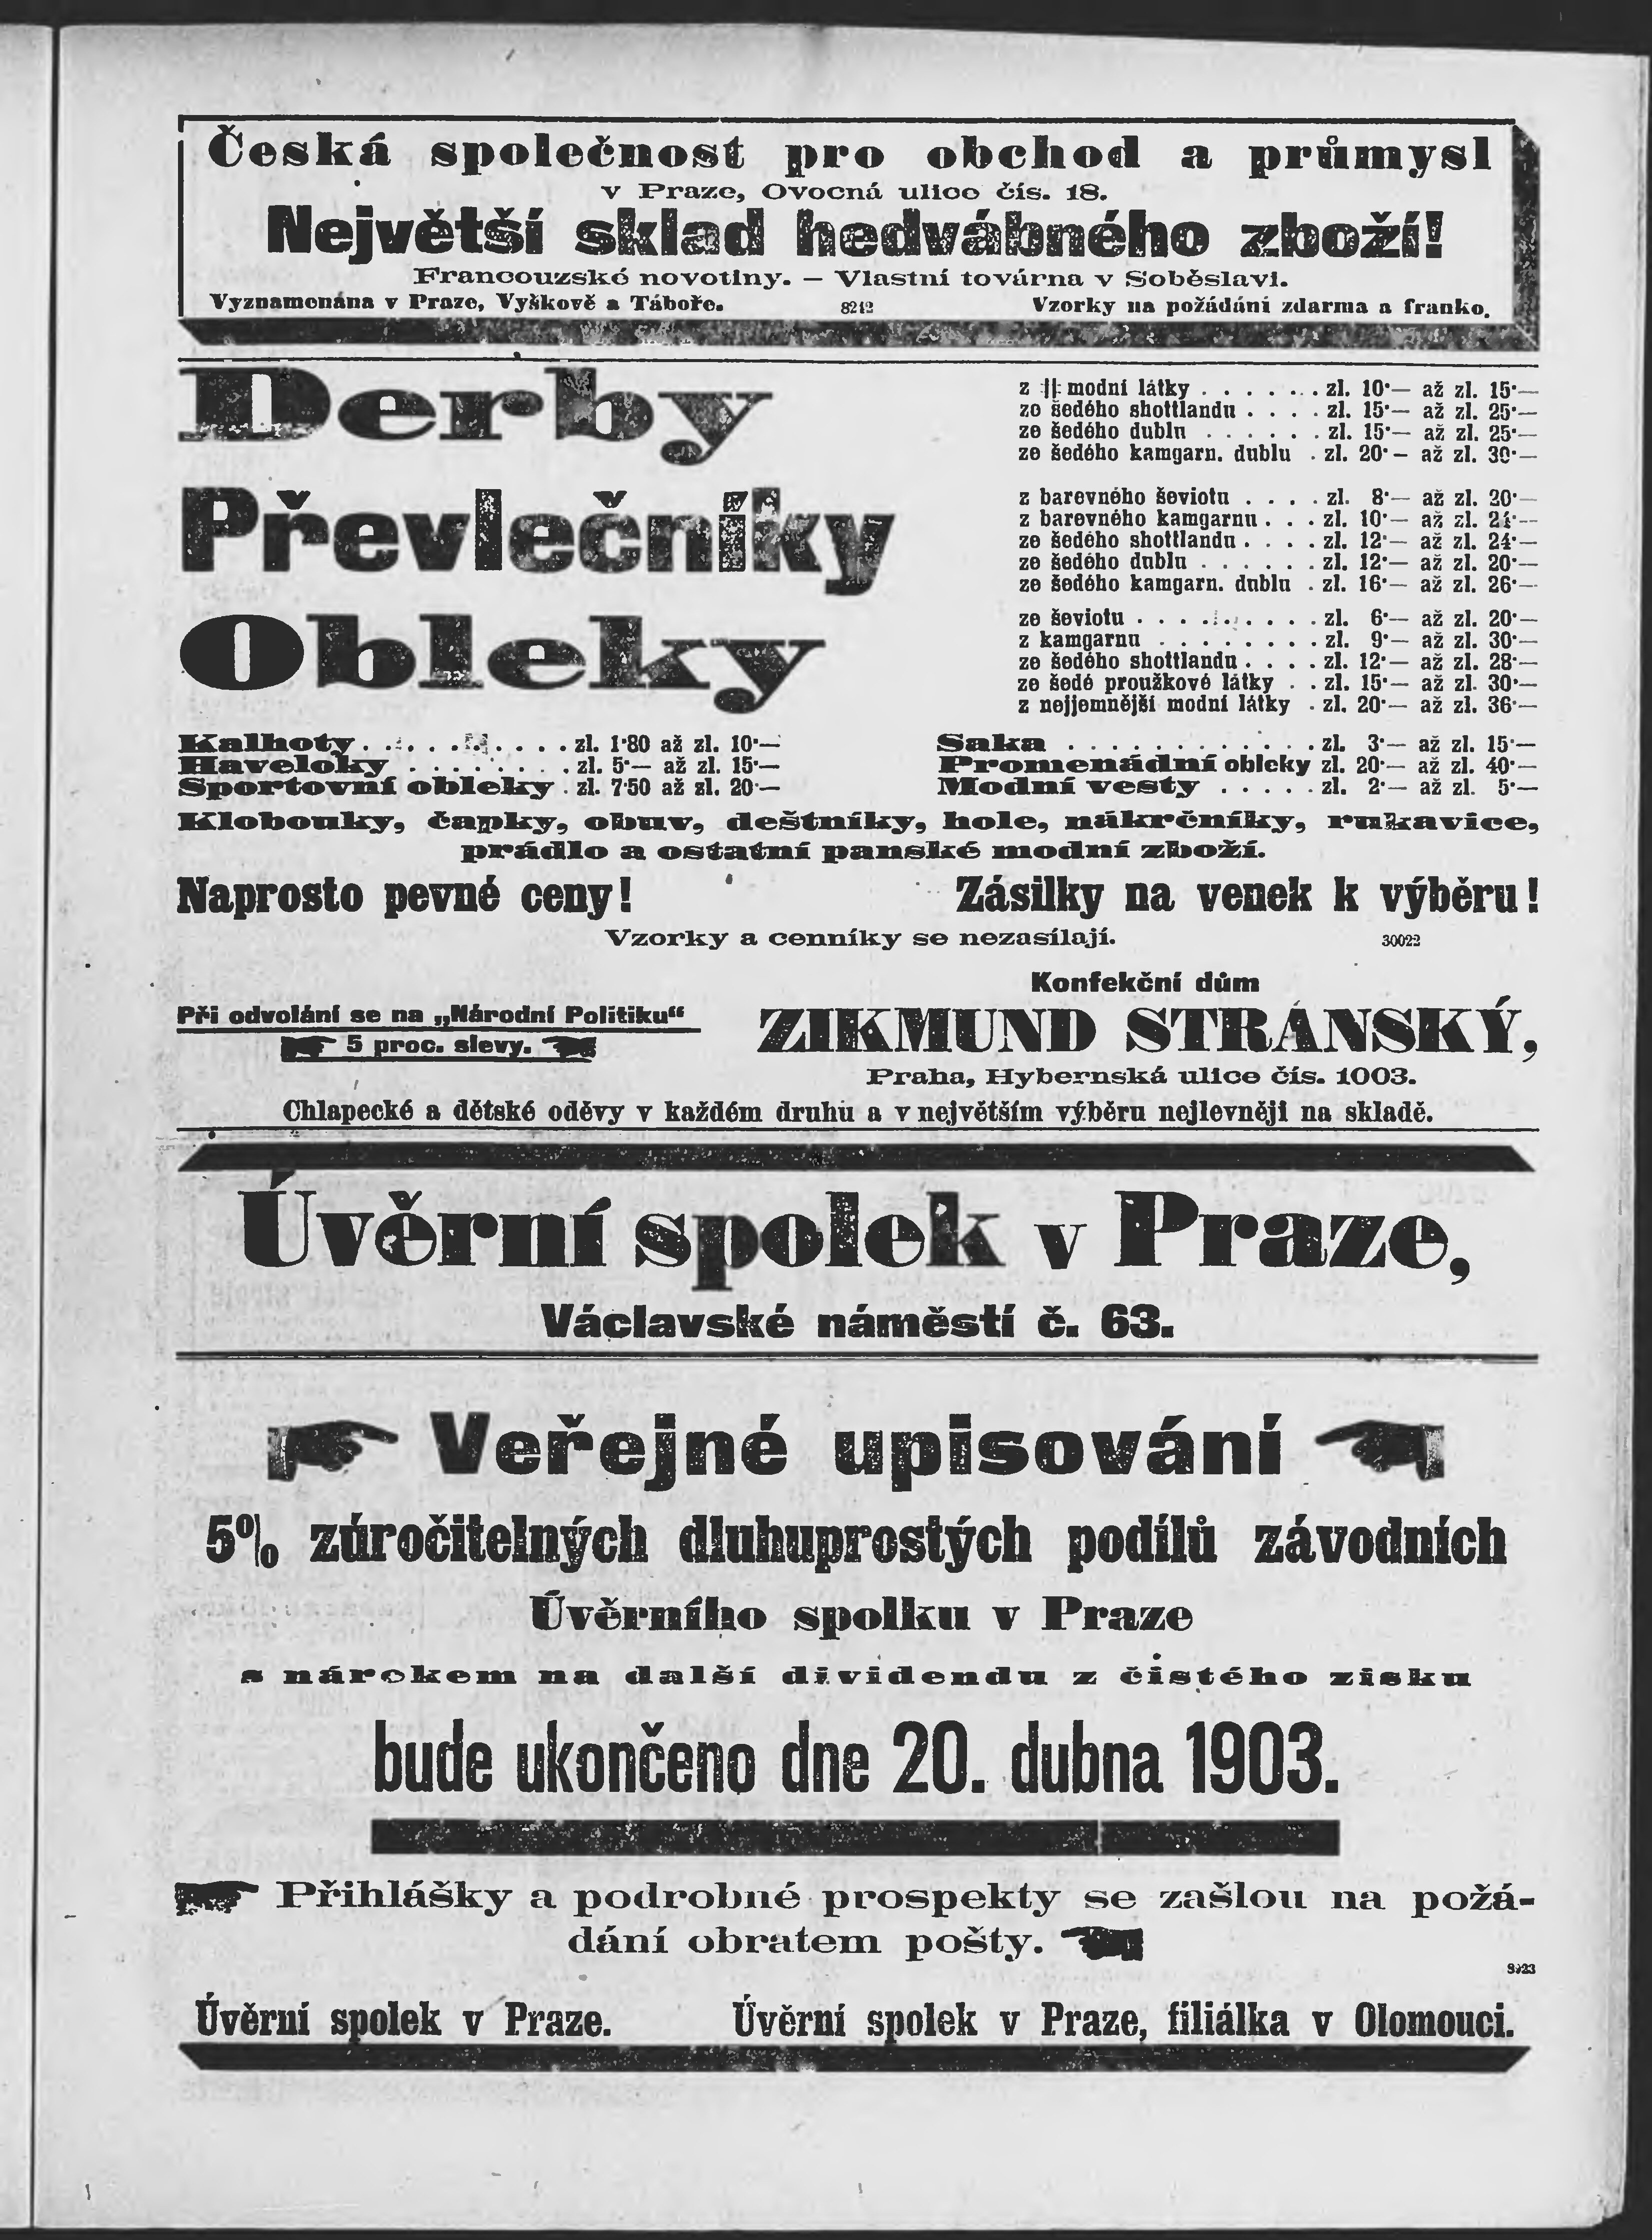 Česká společnost pro obchod a průmysl
v Praze, Ovocná ulice čís. 18.
Největší sklad hedvábného zboží!
Francouzské novotiny. — Vlastní továrna v Soběslavi.
Vyznamenána v Praze, Vyškově a Táboře. 8242 Vzorky na požádání zdarma a franko.
Derby
z modní látky . . . . . . zl. 10·— až zl. 15·—
ze šedého shottlandu . . . . zl. 15·— až zl. 25·—
ze šedého dublu . . . . . . zl. 15·— až zl. 25·—
ze šedého kamgarn. dublu . zl. 20·— až zl. 30·—
Převlečníky
z barevného ševiotu . . . . zl. 8·— až zl. 20·—
z barevného kamgarnu . . . zl. 10·— až zl. 24·—
ze šedého shottlandu . . . . zl. 12·— až zl. 24·—
ze šedého dublu . . . . . . zl. 12·— až zl. 20·—
ze šedého kamgarn. dublu . zl. 16·— až zl. 26·—
Obleky
ze ševiotu . . . . . . . . . . zl. 6·— až zl. 20·—
z kamgarnu . . . . . . . . zl. 9·— až zl. 30·—
ze šedého shottlandu . . . . zl. 12·— až zl. 28·—
ze šedé proužkové látky . . zl. 15·— až zl. 30·—
z nejjemnější modní látky . zl. 20·— až zl. 36·—
Kalhoty . . . . . . . . . . zl. 1·80 až zl. 10·—
Haveloky . . . . . . . . zl. 5·— až zl. 15·—
Sportovní obleky . zl. 7·50 až zl. 20·—
Saka . . . . . . . . . . . . zl. 3·— až zl. 15·—
Promenádní obleky zl. 20·— až zl. 40·—
Modní vesty . . . . . zl. 2·— až zl. 5·—
Klobouky, čapky, obuv, deštníky, hole, nákrčníky, rukavice,
prádlo a ostatní panské modní zboží.
Naprosto pevné ceny! Zásilky na venek k výběru!
Vzorky a cenníky se nezasílají. 30022
Při odvolání se na „Národní Politiku“
5 proc. slevy.
Konfekční dům
ZIKMUND STRÁNSKÝ,
Praha, Hybernská ulice čís. 1003.
Chlapecké a dětské oděvy v každém druhu a v největším výběru nejlevněji na skladě.
Úvěrní spolek v Praze,
Václavské náměstí č. 63.
Veřejné upisování
5% zúročitelných dluhuprostých podílů závodních
Úvěrního spolku v Praze
s nárokem na další dividendu z čistého zisku
bude ukončeno dne 20. dubna 1903.
Přihlášky a podrobné prospekty se zašlou na požá-
dání obratem pošty.
Úvěrní spolek v Praze. Úvěrní spolek v Praze, filiálka v Olomouci.